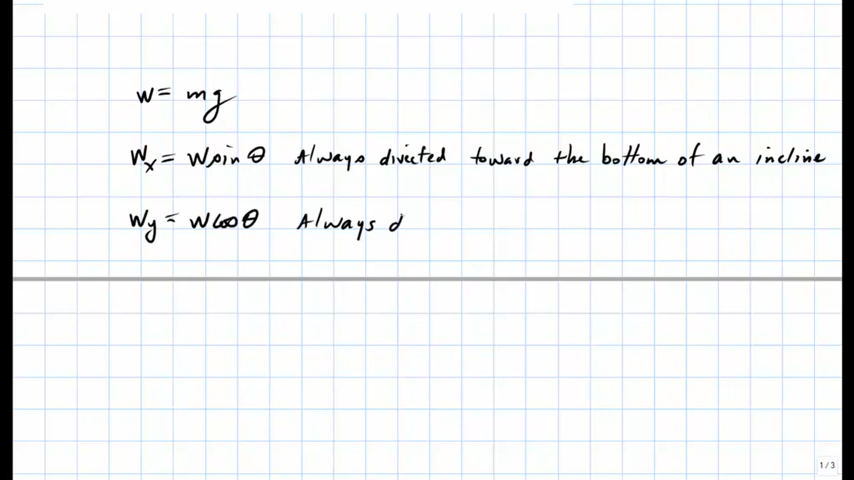 W = mg
Wx = W sin θ Always directed toward the bottom of an incline
Wy = W cos θ Always d
1/3